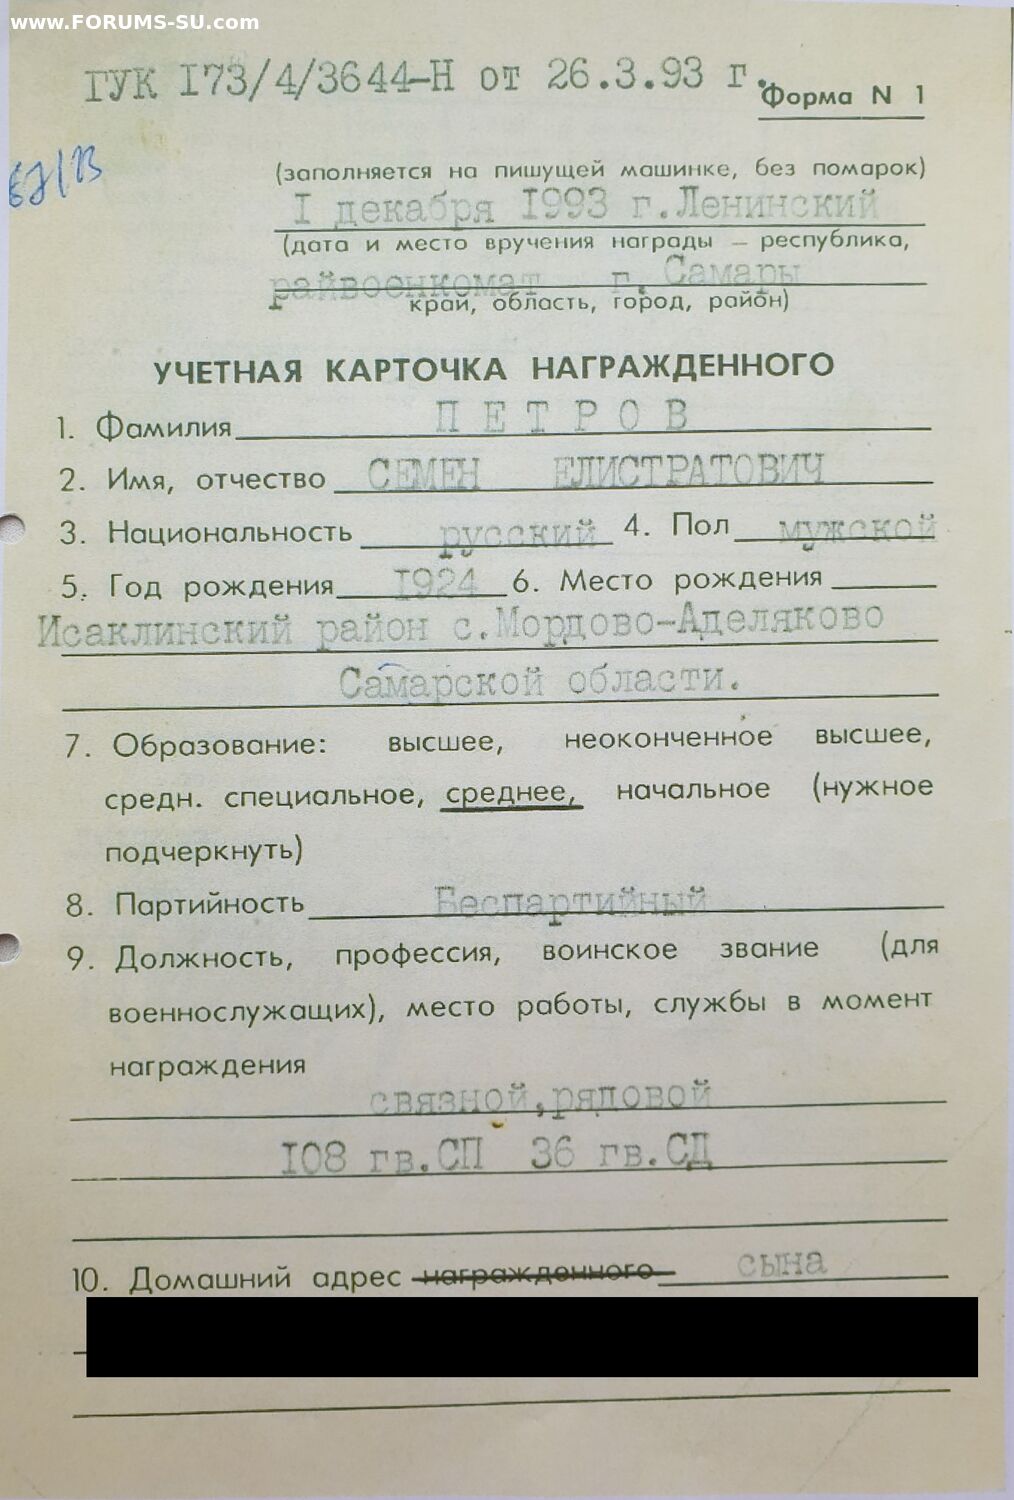 www.FORUMS-SU.com
ГУК I73/4/3644-Н от 26.3.93 г.
Форма N 1
(заполняется на пишущей машинке, без помарок)
I декабря I993 г.Ленинский
(дата и место вручения награды — республика,
райвоенкомат г. Самары
край, область, город, район)
УЧЕТНАЯ КАРТОЧКА НАГРАЖДЕННОГО
1. Фамилия П Е Т Р О В
2. Имя, отчество СЕМЕН ЕЛИСТРАТОВИЧ
3. Национальность русский 4. Пол мужской
5. Год рождения I924 6. Место рождения
Исаклинский район с.Мордово-Аделяково
Самарской области.
7. Образование: высшее, неоконченное высшее,
средн. специальное, среднее, начальное (нужное
подчеркнуть)
8. Партийность Беспартийный
9. Должность, профессия, воинское звание (для
военнослужащих), место работы, службы в момент
награждения
связной,рядовой
I08 гв.СП 36 гв.СД
10. Домашний адрес награжденного сына